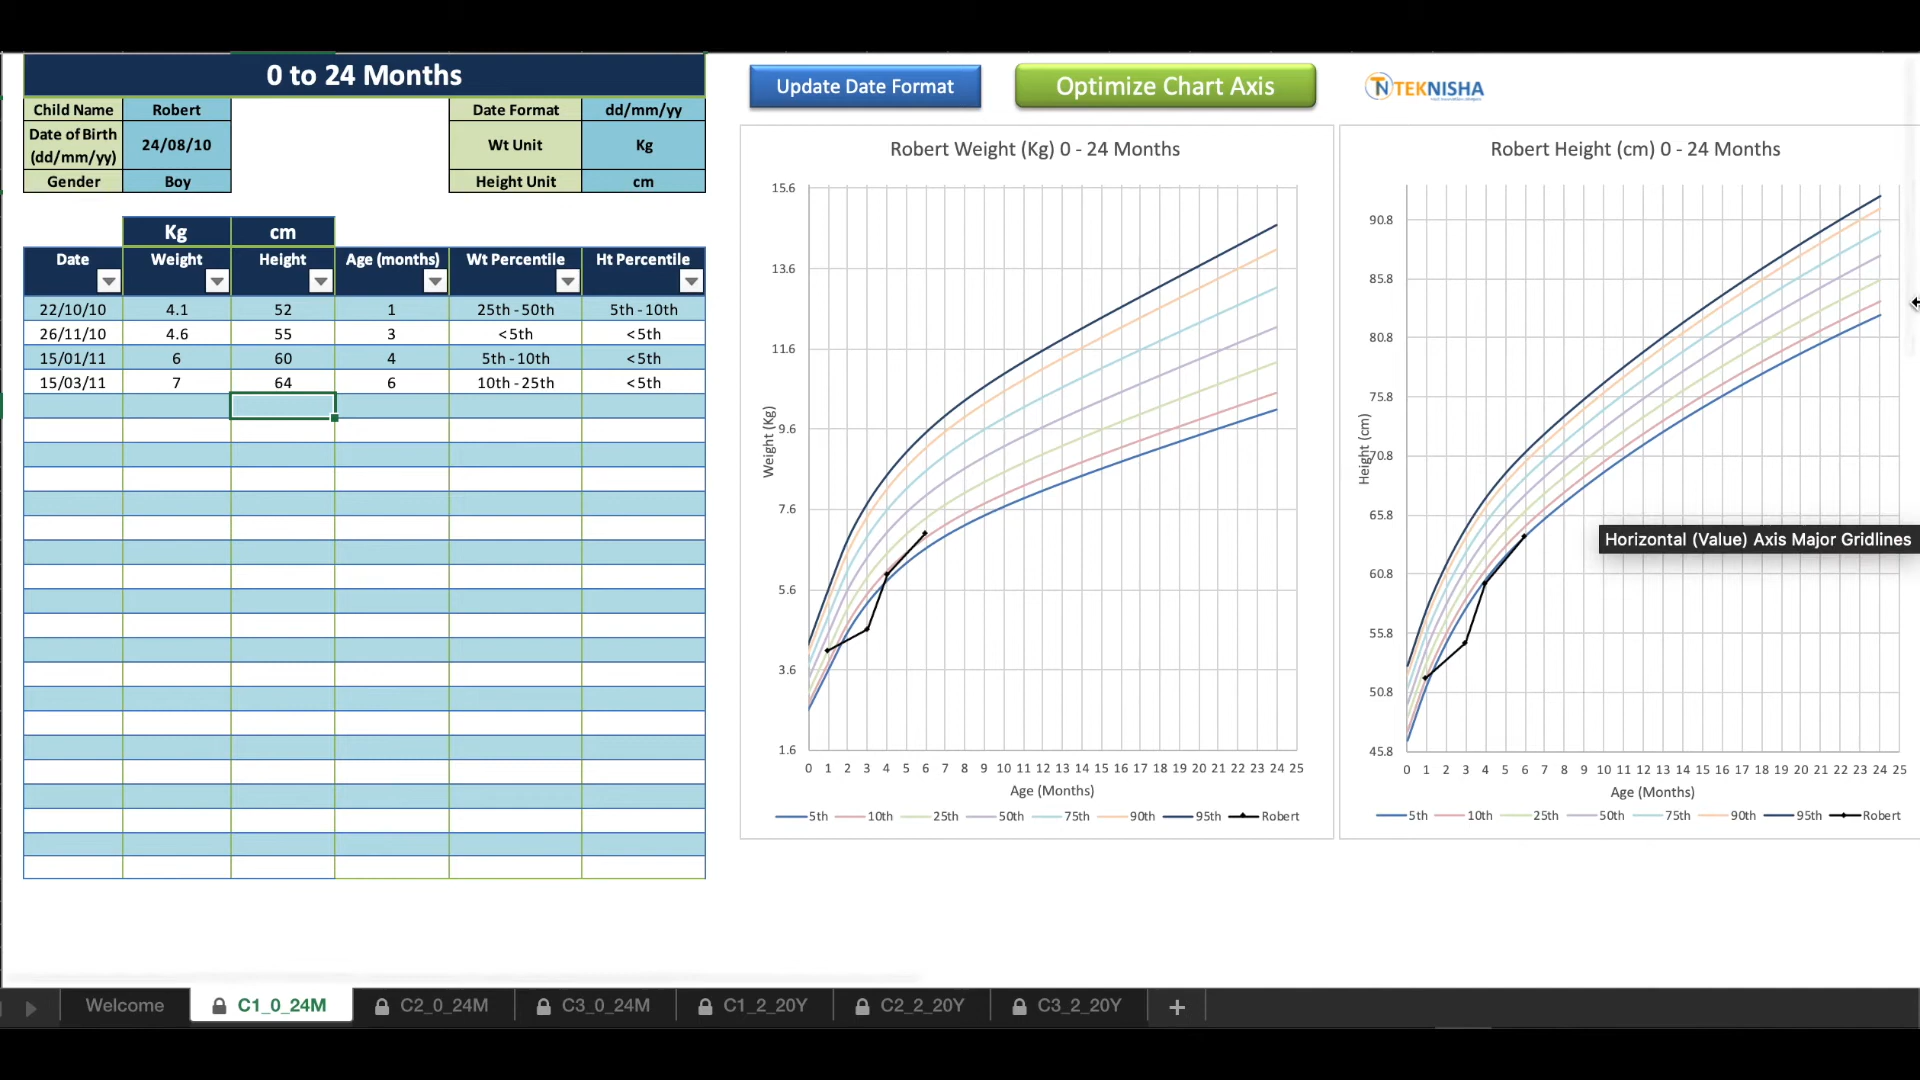 0 to 24 Months
Child Name Robert Date Format dd/mm/yy
Date of Birth (dd/mm/yy) 24/08/10 Wt Unit Kg
Gender Boy Height Unit cm
Kg cm
Date Weight Height Age (months) Wt Percentile Ht Percentile
22/10/10 4.1 52 1 25th - 50th 5th - 10th
26/11/10 4.6 55 3 < 5th < 5th
15/01/11 6 60 4 5th - 10th < 5th
15/03/11 7 64 6 10th - 25th < 5th
Update Date Format
Optimize Chart Axis
TEKNISHA
Robert Weight (Kg) 0 - 24 Months
15.6
13.6
11.6
9.6
7.6
5.6
3.6
1.6
Weight (Kg)
0 1 2 3 4 5 6 7 8 9 10 11 12 13 14 15 16 17 18 19 20 21 22 23 24 25
Age (Months)
5th 10th 25th 50th 75th 90th 95th Robert
Robert Height (cm) 0 - 24 Months
90.8
85.8
80.8
75.8
70.8
65.8
60.8
55.8
50.8
45.8
Height (cm)
Horizontal (Value) Axis Major Gridlines
0 1 2 3 4 5 6 7 8 9 10 11 12 13 14 15 16 17 18 19 20 21 22 23 24 25
Age (Months)
5th 10th 25th 50th 75th 90th 95th Robert
Welcome C1_0_24M C2_0_24M C3_0_24M C1_2_20Y C2_2_20Y C3_2_20Y +